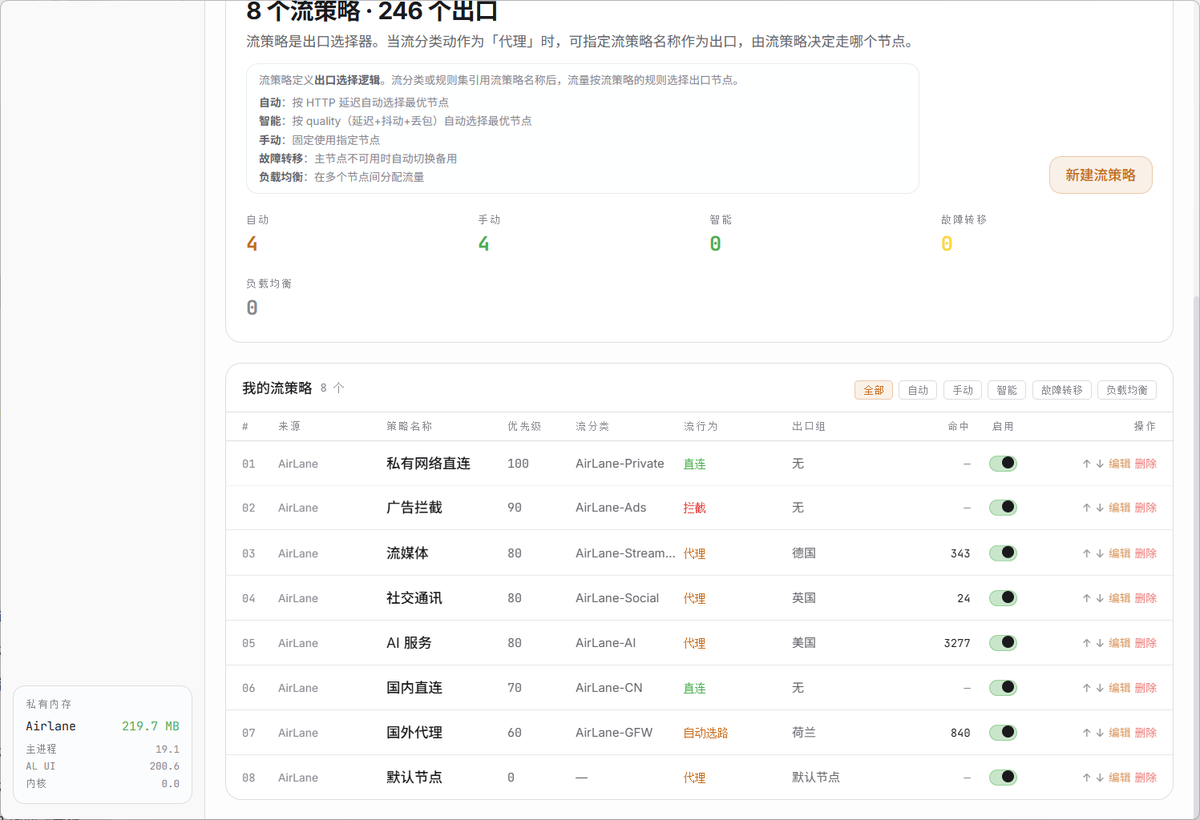 8 个流策略 · 246 个出口
流策略是出口选择器。当流分类动作为「代理」时，可指定流策略名称作为出口，由流策略决定走哪个节点。
流策略定义出口选择逻辑。流分类或规则集引用流策略名称后，流量按流策略的规则选择出口节点。
自动：按 HTTP 延迟自动选择最优节点
智能：按 quality（延迟+抖动+丢包）自动选择最优节点
手动：固定使用指定节点
故障转移：主节点不可用时自动切换备用
负载均衡：在多个节点间分配流量
新建流策略
自动 手动 智能 故障转移
4 4 0 0
负载均衡
0
我的流策略 8 个 全部 自动 手动 智能 故障转移 负载均衡
# 来源 策略名称 优先级 流分类 流行为 出口组 命中 启用 操作
01 AirLane 私有网络直连 100 AirLane-Private 直连 无 — ↑ ↓ 编辑 删除
02 AirLane 广告拦截 90 AirLane-Ads 拦截 无 — ↑ ↓ 编辑 删除
03 AirLane 流媒体 80 AirLane-Stream... 代理 德国 343 ↑ ↓ 编辑 删除
04 AirLane 社交通讯 80 AirLane-Social 代理 英国 24 ↑ ↓ 编辑 删除
05 AirLane AI 服务 80 AirLane-AI 代理 美国 3277 ↑ ↓ 编辑 删除
06 AirLane 国内直连 70 AirLane-CN 直连 无 — ↑ ↓ 编辑 删除
07 AirLane 国外代理 60 AirLane-GFW 自动选路 荷兰 840 ↑ ↓ 编辑 删除
08 AirLane 默认节点 0 — 代理 默认节点 — ↑ ↓ 编辑 删除
私有内存
Airlane 219.7 MB
主进程 19.1
AL UI 200.6
内核 0.0